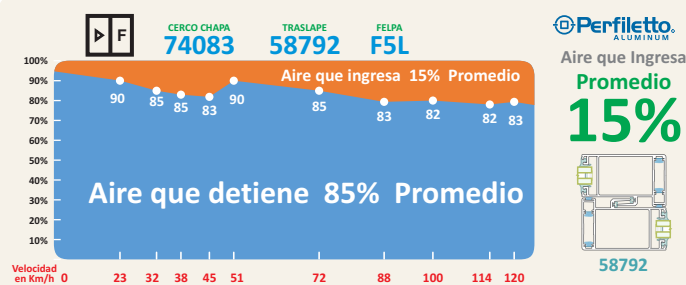 F
CERCO CHAPA
74083
TRASLAPE
58792
FELPA
F5L
Perfiletto®
ALUMINUM
Aire que Ingresa
Promedio
15%
58792
100%
90%
80%
70%
60%
50%
40%
30%
20%
10%
Aire que ingresa 15% Promedio
90
85
85
83
90
85
83
82
82
83
Aire que detiene 85% Promedio
Velocidad
en Km/h
0 23 32 38 45 51 72 88 100 114 120